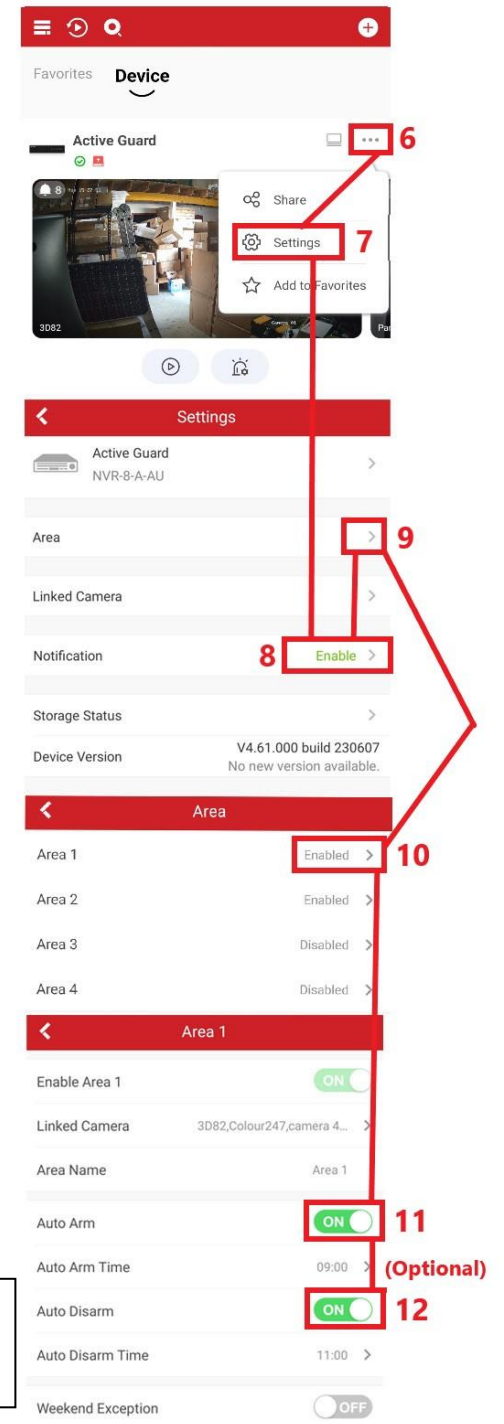 Favorites Device
Active Guard 6
8
Share
Settings 7
Add to Favorites
3D82
Settings
Active Guard
NVR-8-A-AU
Area 9
Linked Camera
Notification 8 Enable
Storage Status
Device Version V4.61.000 build 230607
No new version available.
Area
Area 1 Enabled 10
Area 2 Enabled
Area 3 Disabled
Area 4 Disabled
Area 1
Enable Area 1 ON
Linked Camera 3D82,Colour247,camera 4...
Area Name Area 1
Auto Arm ON 11
Auto Arm Time 09:00 (Optional)
Auto Disarm ON 12
Auto Disarm Time 11:00
Weekend Exception OFF